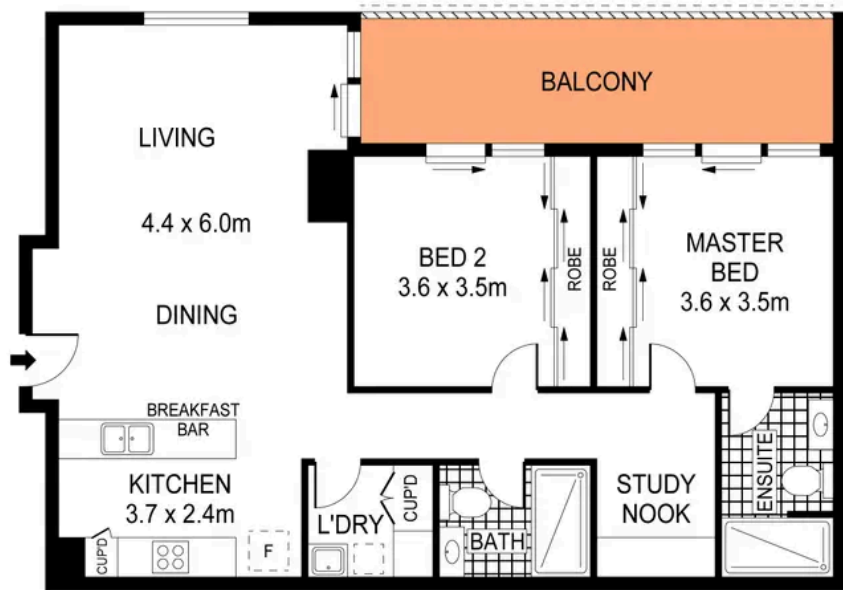 BALCONY
LIVING
4.4 x 6.0m
BED 2
3.6 x 3.5m
ROBE
ROBE
MASTER
BED
3.6 x 3.5m
DINING
BREAKFAST
BAR
KITCHEN
3.7 x 2.4m
CUP'D
F
L'DRY
CUP'D
BATH
STUDY
NOOK
ENSUITE